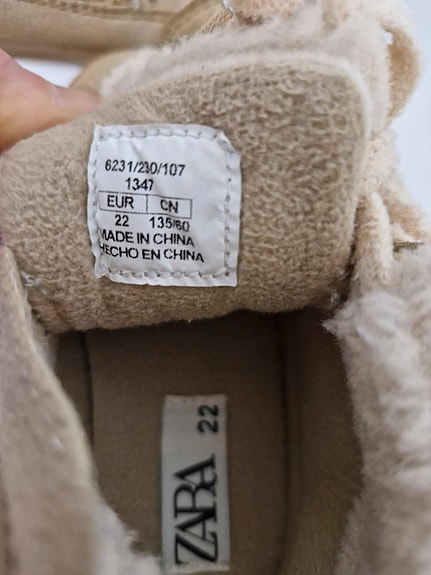 6231/230/107
1347
EUR CN
22 135/60
MADE IN CHINA
HECHO EN CHINA
ZARA 22